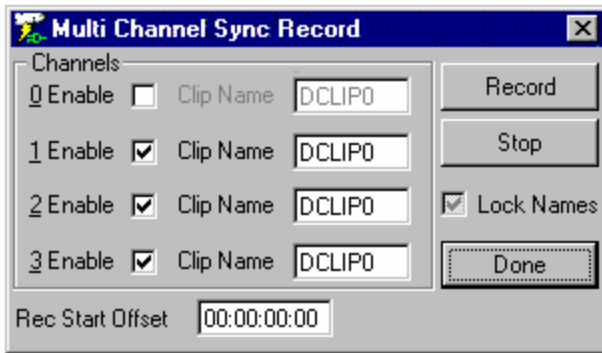 Multi Channel Sync Record
Channels
0 Enable Clip Name DCLIP0
1 Enable Clip Name DCLIP0
2 Enable Clip Name DCLIP0
3 Enable Clip Name DCLIP0
Rec Start Offset 00:00:00:00
Record
Stop
Lock Names
Done